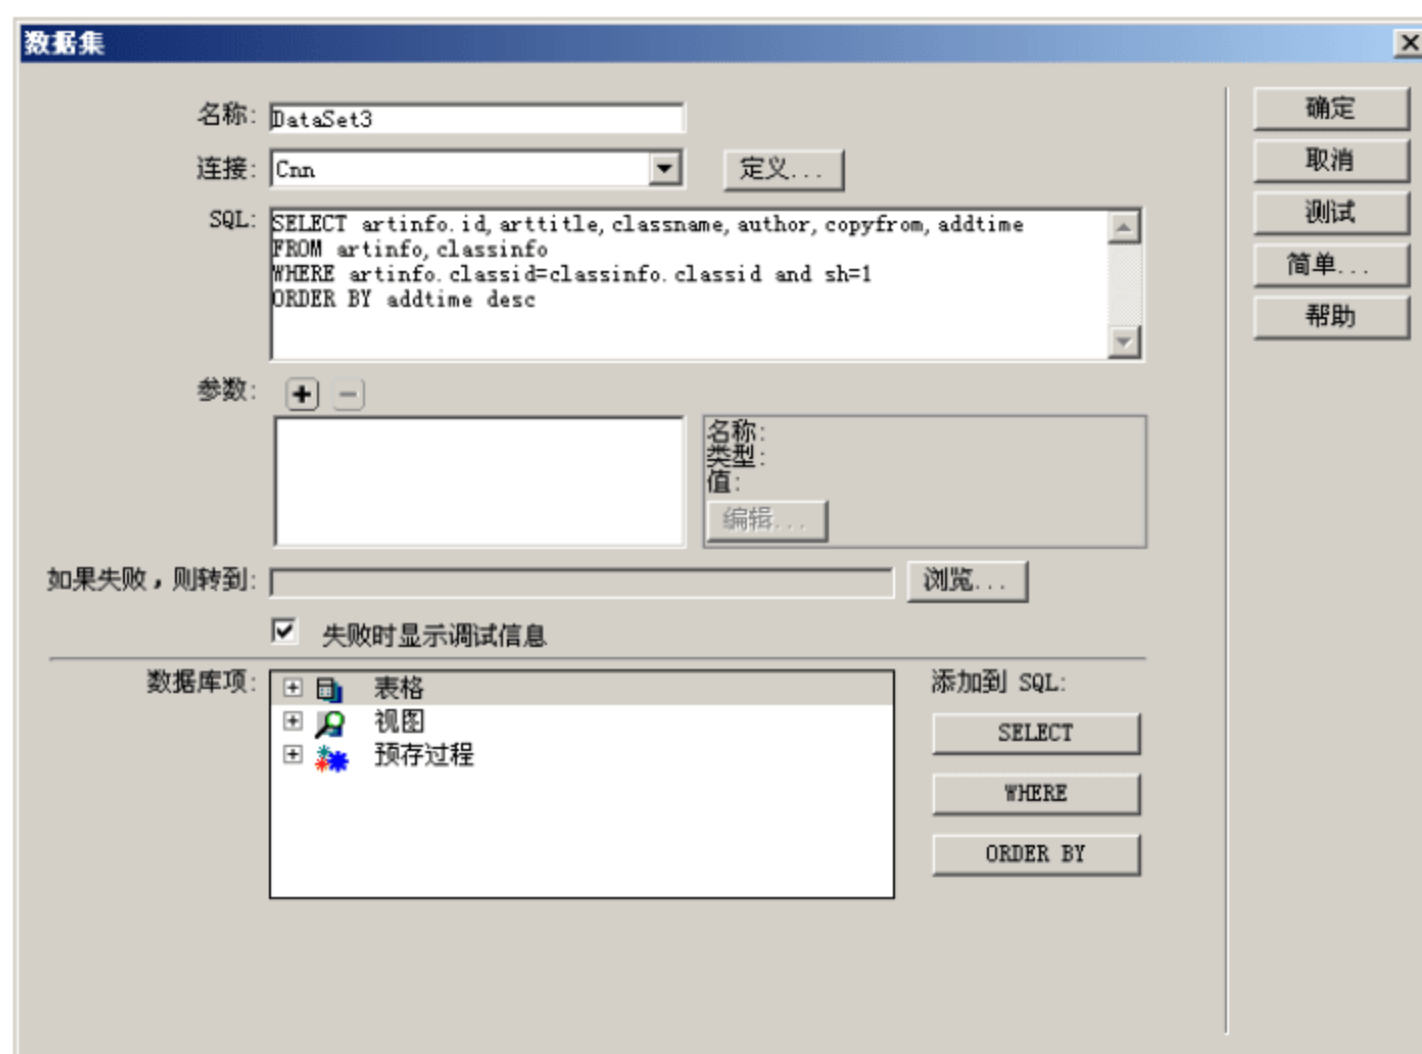 数据集
名称: DataSet3
连接: Cnn 定义...
SQL: SELECT artinfo.id,arttitle,classname,author,copyfrom,addtime
FROM artinfo,classinfo
WHERE artinfo.classid=classinfo.classid and sh=1
ORDER BY addtime desc
参数:
名称:
类型:
值:
编辑...
如果失败，则转到: 浏览...
失败时显示调试信息
数据库项: 表格
视图
预存过程
添加到 SQL:
SELECT
WHERE
ORDER BY
确定
取消
测试
简单...
帮助